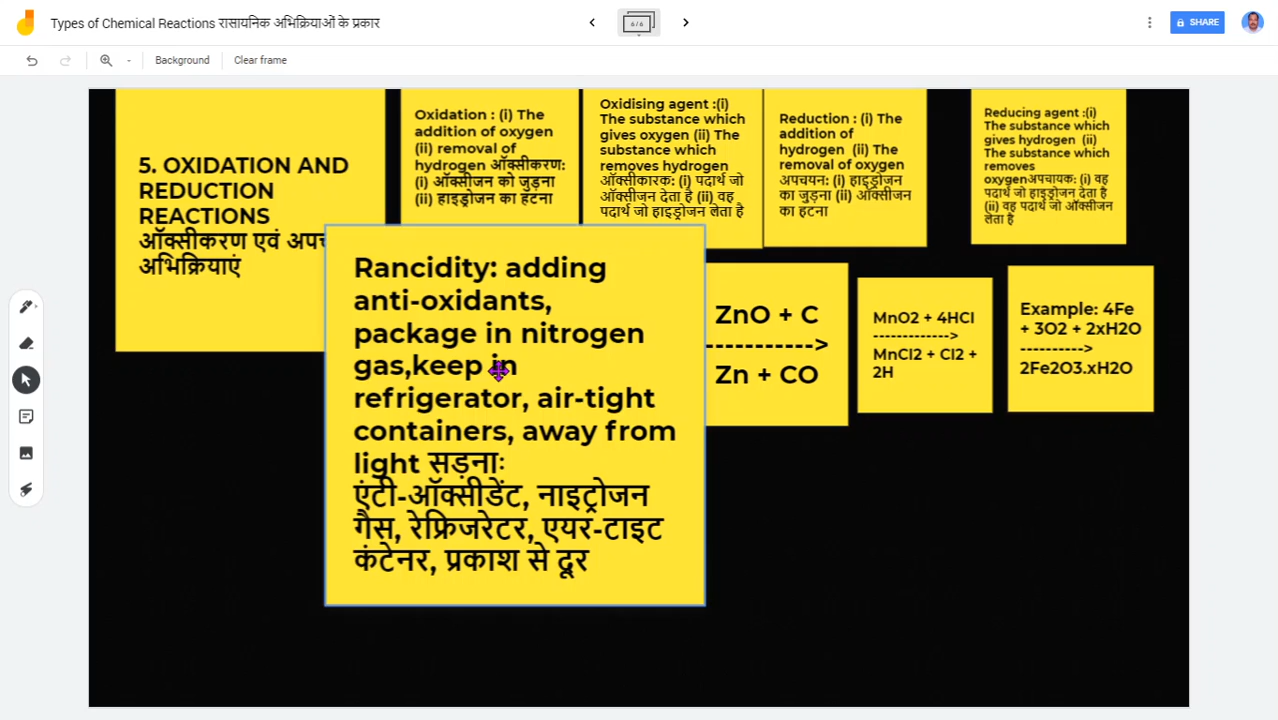 Types of Chemical Reactions रासायनिक अभिक्रियाओं के प्रकार
6 / 6
SHARE
Background
Clear frame
5. OXIDATION AND
REDUCTION
REACTIONS
ऑक्सीकरण एवं अपच
अभिक्रियाएं
Oxidation : (i) The
addition of oxygen
(ii) removal of
hydrogen ऑक्सीकरण:
(i) ऑक्सीजन को जुड़ना
(ii) हाइड्रोजन का हटना
Oxidising agent :(i)
The substance which
gives oxygen (ii) The
substance which
removes hydrogen
ऑक्सीकारक: (i) पदार्थ जो
ऑक्सीजन देता है (ii) वह
पदार्थ जो हाइड्रोजन लेता है
Reduction : (i) The
addition of
hydrogen (ii) The
removal of oxygen
अपचयन: (i) हाइड्रोजन
का जुड़ना (ii) ऑक्सीजन
का हटना
Reducing agent :(i)
The substance which
gives hydrogen (ii)
The substance which
removes
oxygenअपचायक: (i) वह
पदार्थ जो हाइड्रोजन देता है
(ii) वह पदार्थ जो ऑक्सीजन
लेता है
Rancidity: adding
anti-oxidants,
package in nitrogen
gas,keep in
refrigerator, air-tight
containers, away from
light सड़नाः
एंटी-ऑक्सीडेंट, नाइट्रोजन
गैस, रेफ्रिजरेटर, एयर-टाइट
कंटेनर, प्रकाश से दूर
ZnO + C
----------->
Zn + CO
MnO2 + 4HCl
------------->
MnCl2 + Cl2 +
2H
Example: 4Fe
+ 3O2 + 2xH2O
---------->
2Fe2O3.xH2O